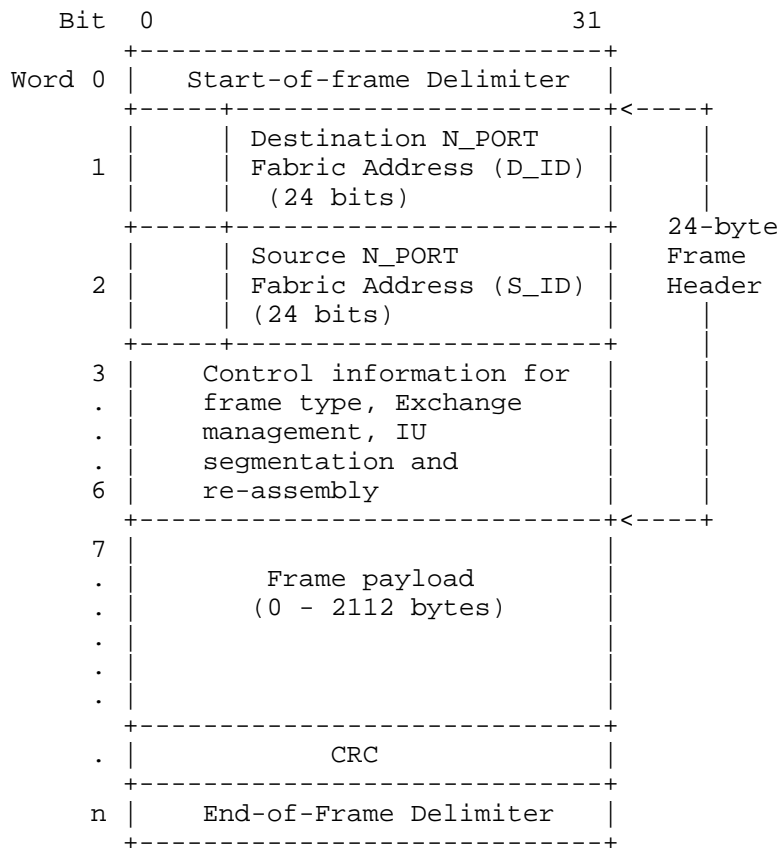 Bit 0 31
Word 0 Start-of-frame Delimiter
Destination N_PORT
1 Fabric Address (D_ID)
(24 bits)
24-byte
Source N_PORT Frame
2 Fabric Address (S_ID) Header
(24 bits)
3 Control information for
. frame type, Exchange
. management, IU
. segmentation and
6 re-assembly
7
. Frame payload
. (0 - 2112 bytes)
.
.
.
. CRC
n End-of-Frame Delimiter